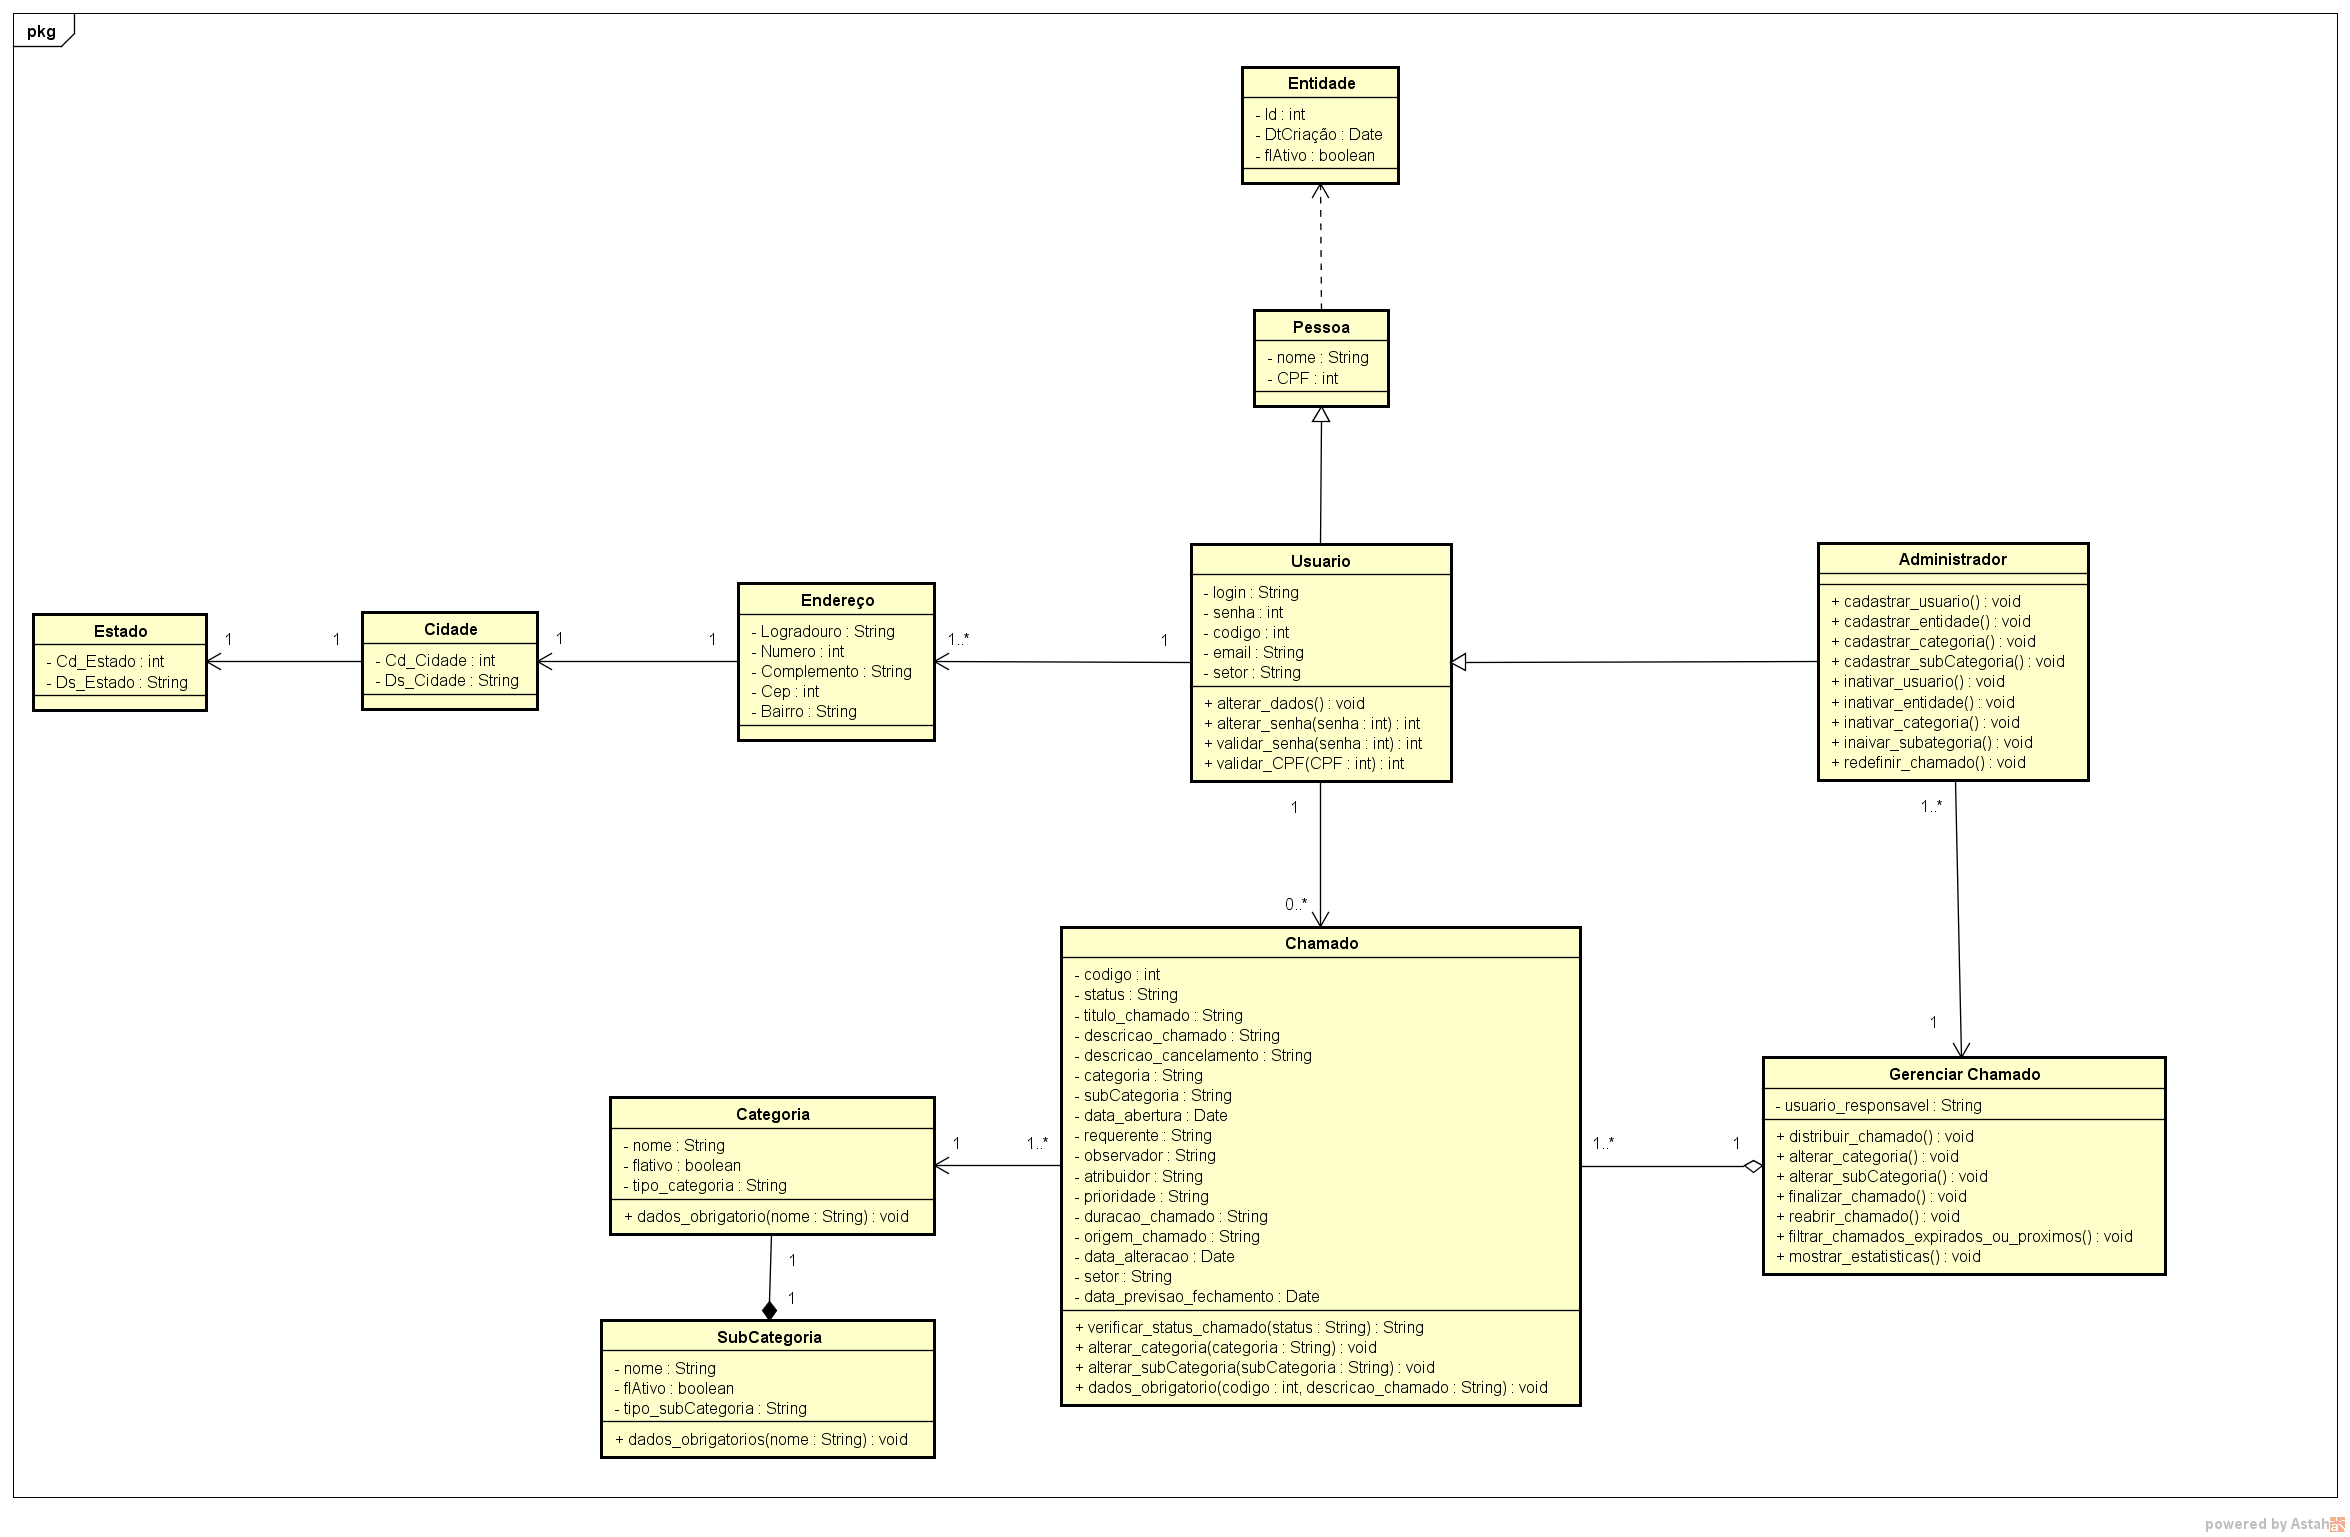 pkg
Entidade
- Id : int
- DtCriação : Date
- flAtivo : boolean
Pessoa
- nome : String
- CPF : int
Usuario
- login : String
- senha : int
- codigo : int
- email : String
- setor : String
+ alterar_dados() : void
+ alterar_senha(senha : int) : int
+ validar_senha(senha : int) : int
+ validar_CPF(CPF : int) : int
Administrador
+ cadastrar_usuario() : void
+ cadastrar_entidade() : void
+ cadastrar_categoria() : void
+ cadastrar_subCategoria() : void
+ inativar_usuario() : void
+ inativar_entidade() : void
+ inativar_categoria() : void
+ inaivar_subategoria() : void
+ redefinir_chamado() : void
Endereço
- Logradouro : String
- Numero : int
- Complemento : String
- Cep : int
- Bairro : String
Cidade
- Cd_Cidade : int
- Ds_Cidade : String
Estado
- Cd_Estado : int
- Ds_Estado : String
1
1
1
1
1..*
1
1
0..*
1..*
1
Chamado
- codigo : int
- status : String
- titulo_chamado : String
- descricao_chamado : String
- descricao_cancelamento : String
- categoria : String
- subCategoria : String
- data_abertura : Date
- requerente : String
- observador : String
- atribuidor : String
- prioridade : String
- duracao_chamado : String
- origem_chamado : String
- data_alteracao : Date
- setor : String
- data_previsao_fechamento : Date
+ verificar_status_chamado(status : String) : String
+ alterar_categoria(categoria : String) : void
+ alterar_subCategoria(subCategoria : String) : void
+ dados_obrigatorio(codigo : int, descricao_chamado : String) : void
Gerenciar Chamado
- usuario_responsavel : String
+ distribuir_chamado() : void
+ alterar_categoria() : void
+ alterar_subCategoria() : void
+ finalizar_chamado() : void
+ reabrir_chamado() : void
+ filtrar_chamados_expirados_ou_proximos() : void
+ mostrar_estatisticas() : void
1..*
1
Categoria
- nome : String
- flativo : boolean
- tipo_categoria : String
+ dados_obrigatorio(nome : String) : void
1
1..*
1
1
SubCategoria
- nome : String
- flAtivo : boolean
- tipo_subCategoria : String
+ dados_obrigatorios(nome : String) : void
powered by Astah